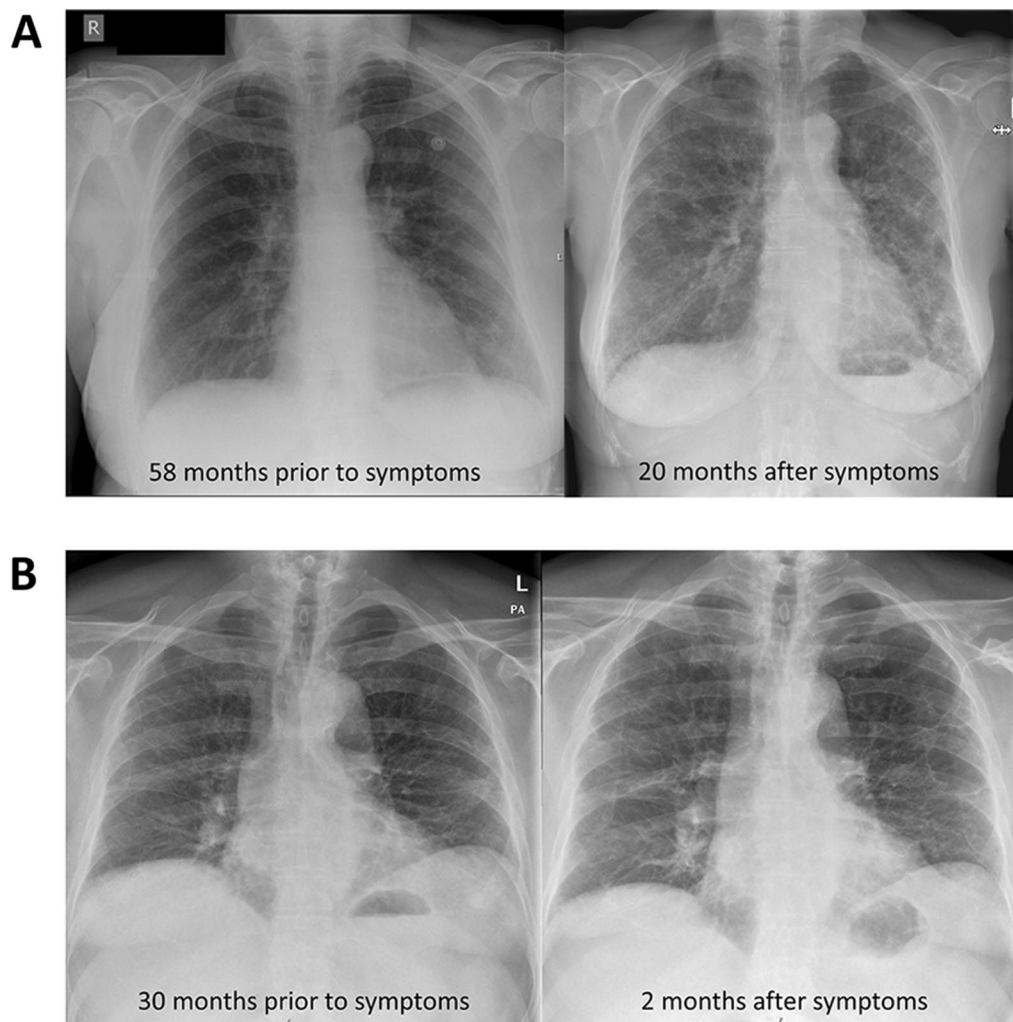 A
R
58 months prior to symptoms
20 months after symptoms
B
L
PA
30 months prior to symptoms
2 months after symptoms